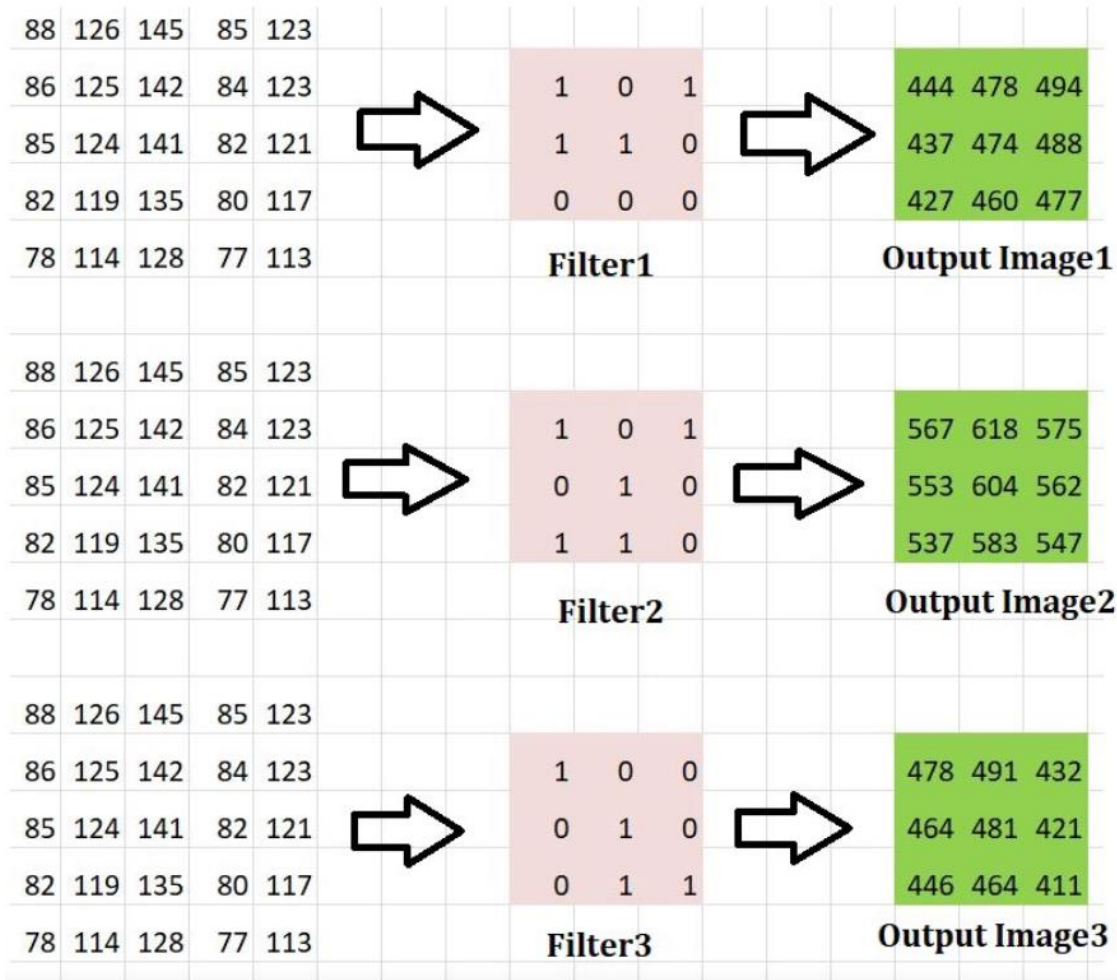 88 126 145 85 123
86 125 142 84 123 1 0 1 444 478 494
85 124 141 82 121 1 1 0 437 474 488
82 119 135 80 117 0 0 0 427 460 477
78 114 128 77 113 Filter1 Output Image1
88 126 145 85 123
86 125 142 84 123 1 0 1 567 618 575
85 124 141 82 121 0 1 0 553 604 562
82 119 135 80 117 1 1 0 537 583 547
78 114 128 77 113 Filter2 Output Image2
88 126 145 85 123
86 125 142 84 123 1 0 0 478 491 432
85 124 141 82 121 0 1 0 464 481 421
82 119 135 80 117 0 1 1 446 464 411
78 114 128 77 113 Filter3 Output Image3